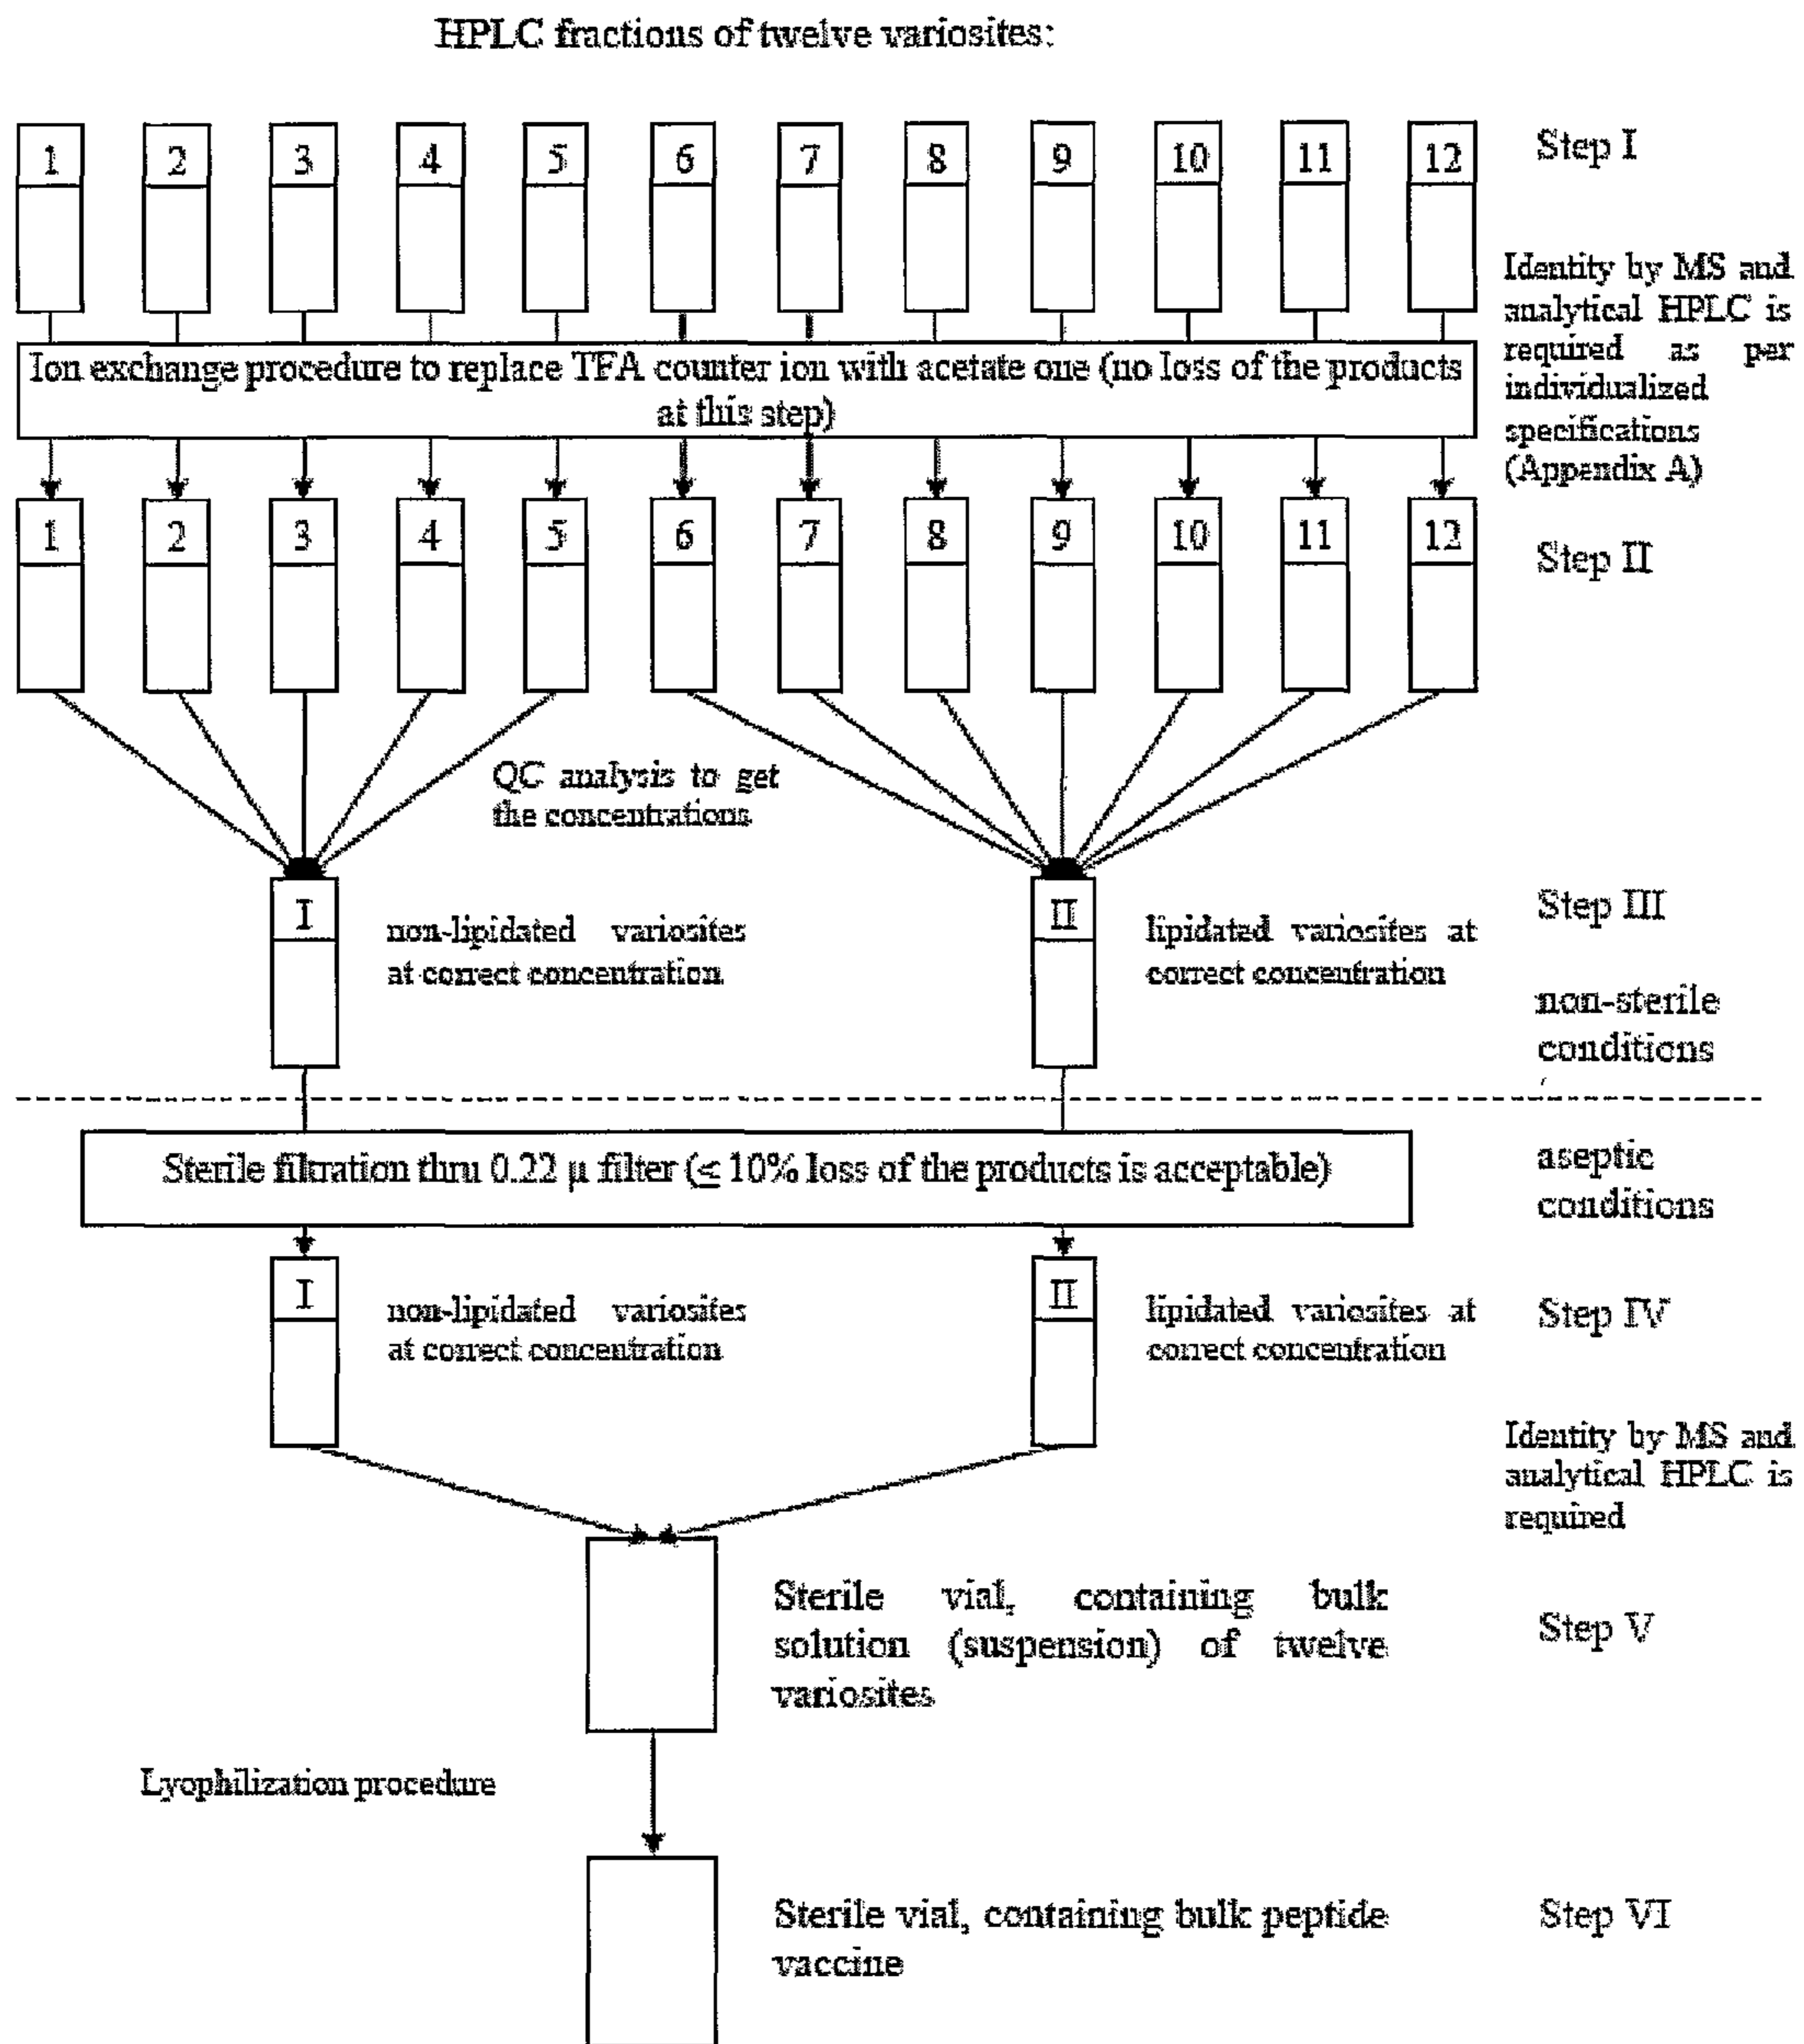 HPLC fractions of twelve variosites:
1 2 3 4 5 6 7 8 9 10 11 12
Step I
Identity by MS and
analytical HPLC is
required as per
individualized
specifications
(Appendix A)
Ion exchange procedure to replace TFA counter ion with acetate one (no loss of the products
at this step)
1 2 3 4 5 6 7 8 9 10 11 12
Step II
QC analysis to get
the concentrations
I
non-lipidated variosites
at correct concentration
II
lipidated variosites at
correct concentration
Step III
non-sterile
conditions
Sterile filtration thru 0.22 μ filter (≤ 10% loss of the products is acceptable)
aseptic
conditions
I
non-lipidated variosites
at correct concentration
II
lipidated variosites at
correct concentration
Step IV
Identity by MS and
analytical HPLC is
required
Sterile vial, containing bulk
solution (suspension) of twelve
variosites
Step V
Lyophilization procedure
Sterile vial, containing bulk peptide
vaccine
Step VI